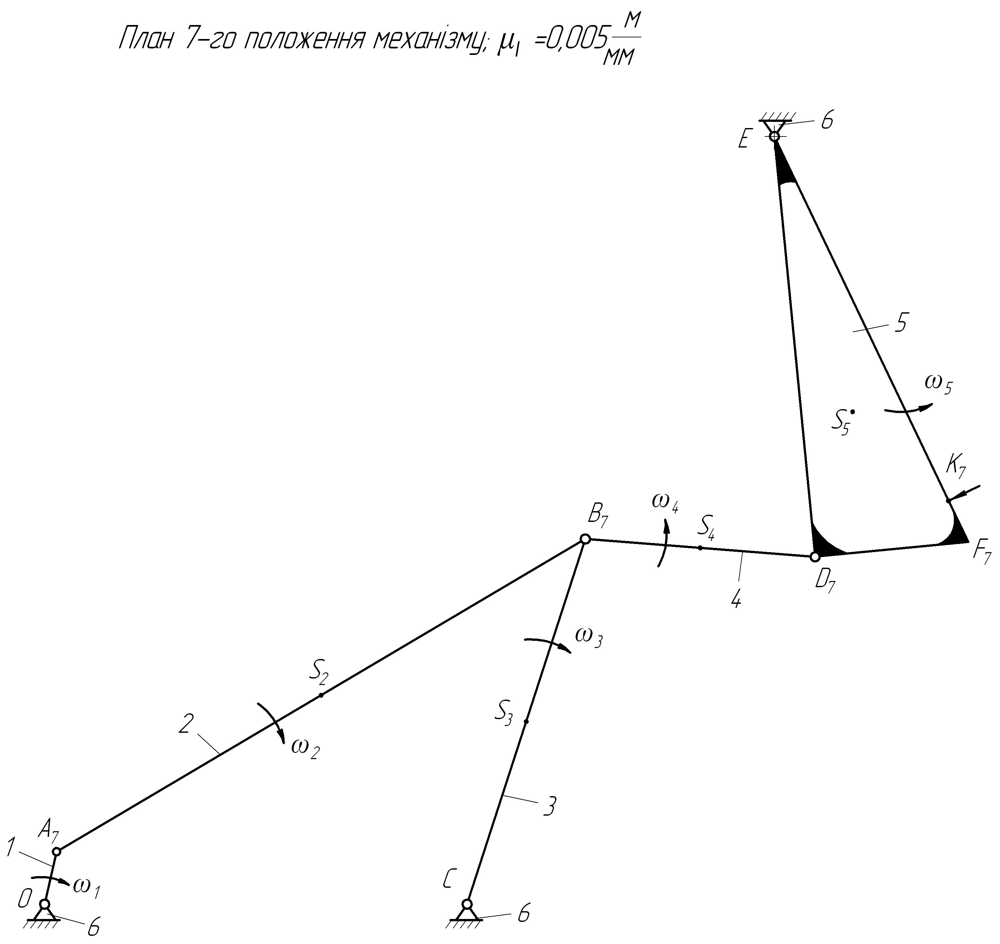 План 7-го положення механізму; μl =0,005 м/мм
E
6
5
ω5
S5
K7
ω4
B7
S4
F7
D7
4
ω3
S2
S3
2
ω2
3
A7
1
C
ω1
O
6
6